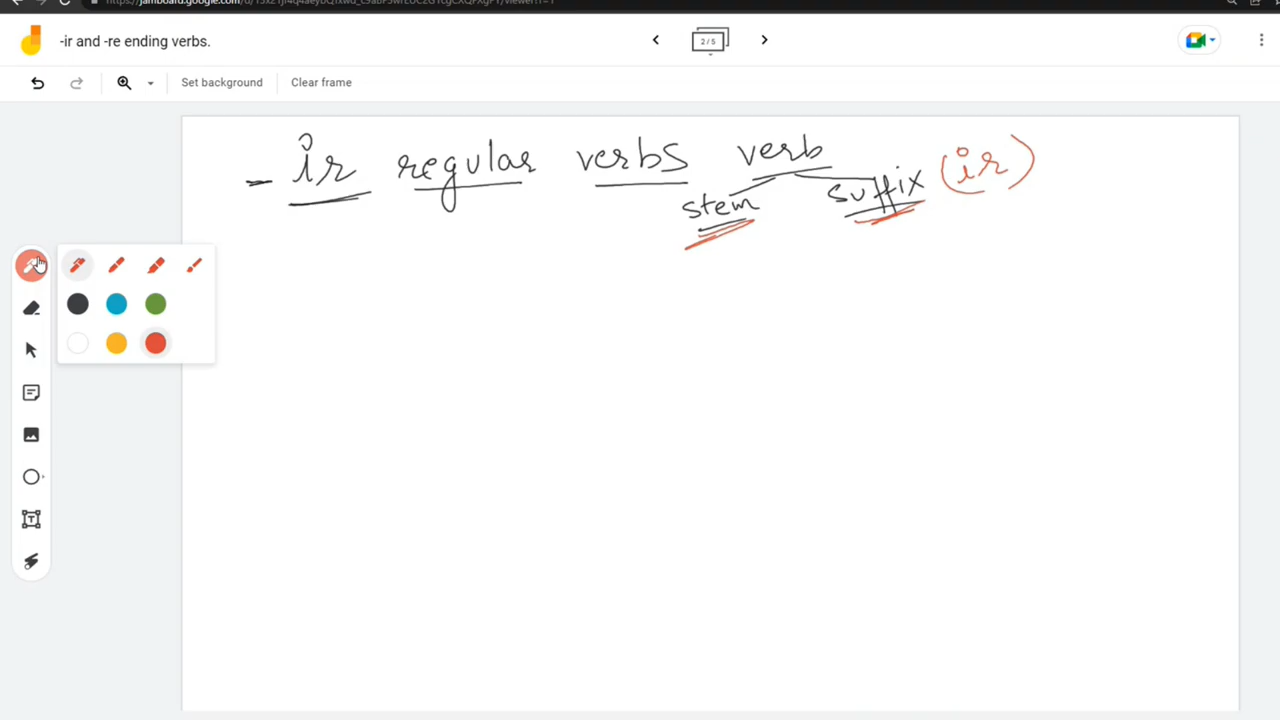 -ir and -re ending verbs.
2 / 5
Set background
Clear frame
- ir regular verbs verb
stem suffix (ir)